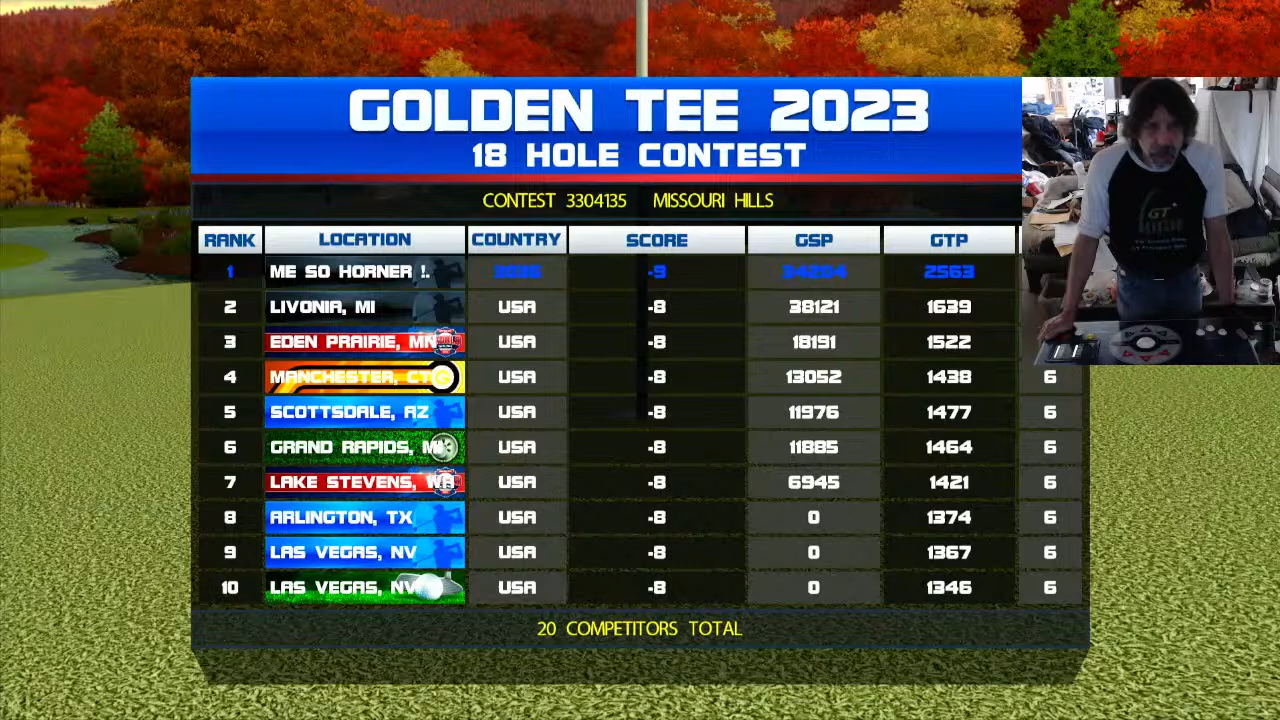 GOLDEN TEE 2023
18 HOLE CONTEST
CONTEST 3304135 MISSOURI HILLS
RANK LOCATION COUNTRY SCORE GSP GTP
1 ME SO HORNER !. -9 34204 2563
2 LIVONIA, MI USA -8 38121 1639
3 EDEN PRAIRIE, MN USA -8 18191 1522
4 MANCHESTER, CT USA -8 13052 1438 6
5 SCOTTSDALE, AZ USA -8 11976 1477 6
6 GRAND RAPIDS, MI USA -8 11885 1464 6
7 LAKE STEVENS, WA USA -8 6945 1421 6
8 ARLINGTON, TX USA -8 0 1374 6
9 LAS VEGAS, NV USA -8 0 1367 6
10 LAS VEGAS, NV USA -8 0 1346 6
20 COMPETITORS TOTAL
GT